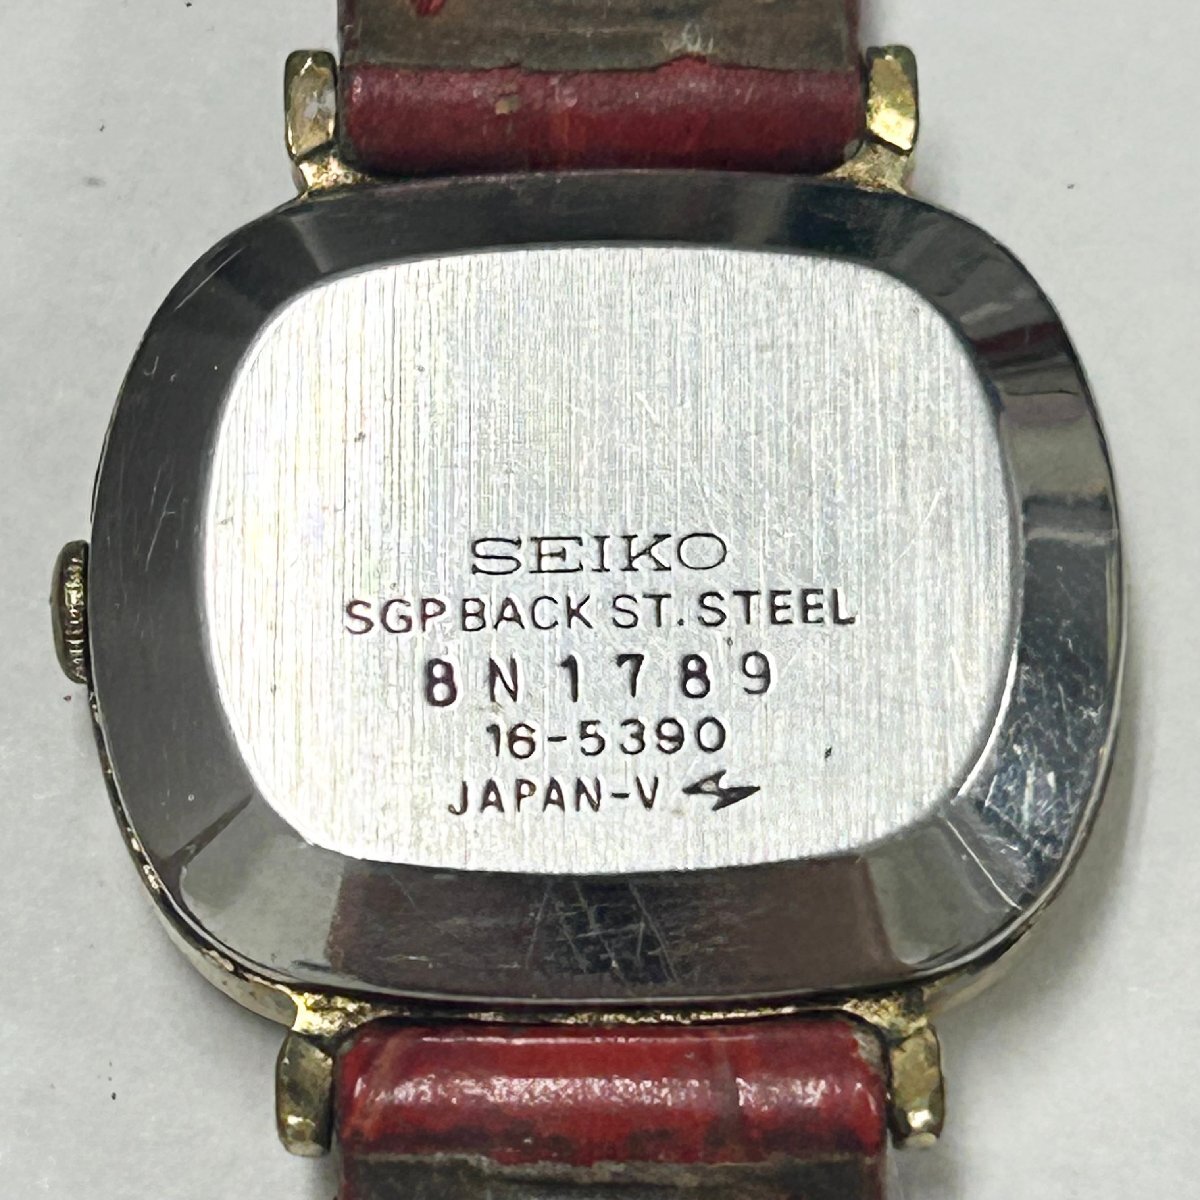 SEIKO
SGP BACK ST. STEEL
8N1789
16-5390
JAPAN-V